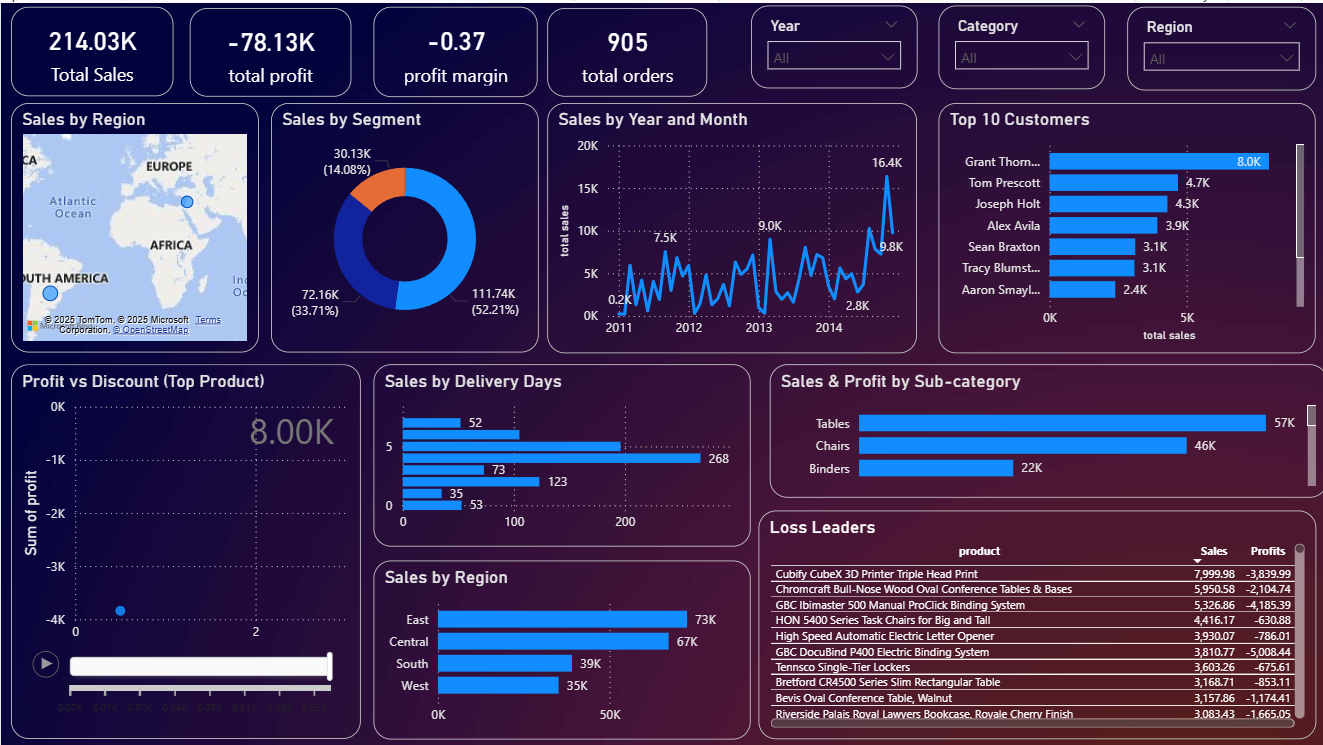 214.03K
Total Sales
-78.13K
total profit
-0.37
profit margin
905
total orders
Year
All
Category
All
Region
All
Sales by Region
EUROPE
Atlantic
Ocean
AFRICA
OUTH AMERICA
CA
Inc
Oc
© 2025 TomTom, © 2025 Microsoft
Corporation, © OpenStreetMap
Terms
Sales by Segment
30.13K
(14.08%)
72.16K
(33.71%)
111.74K
(52.21%)
Sales by Year and Month
20K
15K
10K
5K
0K
total sales
0.2K
7.5K
9.0K
16.4K
9.8K
2.8K
2011
2012
2013
2014
Top 10 Customers
Grant Thorn... 8.0K
Tom Prescott 4.7K
Joseph Holt 4.3K
Alex Avila 3.9K
Sean Braxton 3.1K
Tracy Blumst... 3.1K
Aaron Smayl... 2.4K
0K 5K
total sales
Profit vs Discount (Top Product)
8.00K
0K
-1K
-2K
-3K
-4K
Sum of profit
0 2
Sales by Delivery Days
52
5
268
73
123
35
0 53
0 100 200
Sales & Profit by Sub-category
Tables 57K
Chairs 46K
Binders 22K
Sales by Region
East 73K
Central 67K
South 39K
West 35K
0K 50K
Loss Leaders
product Sales Profits
Cubify CubeX 3D Printer Triple Head Print 7,999.98 -3,839.99
Chromcraft Bull-Nose Wood Oval Conference Tables & Bases 5,950.58 -2,104.74
GBC Ibimaster 500 Manual ProClick Binding System 5,326.86 -4,185.39
HON 5400 Series Task Chairs for Big and Tall 4,416.17 -630.88
High Speed Automatic Electric Letter Opener 3,930.07 -786.01
GBC DocuBind P400 Electric Binding System 3,810.77 -5,008.44
Tennsco Single-Tier Lockers 3,603.26 -675.61
Bretford CR4500 Series Slim Rectangular Table 3,168.71 -853.11
Bevis Oval Conference Table, Walnut 3,157.86 -1,174.41
Riverside Palais Royal Lawyers Bookcase, Royale Cherry Finish 3,083.43 -1,665.05